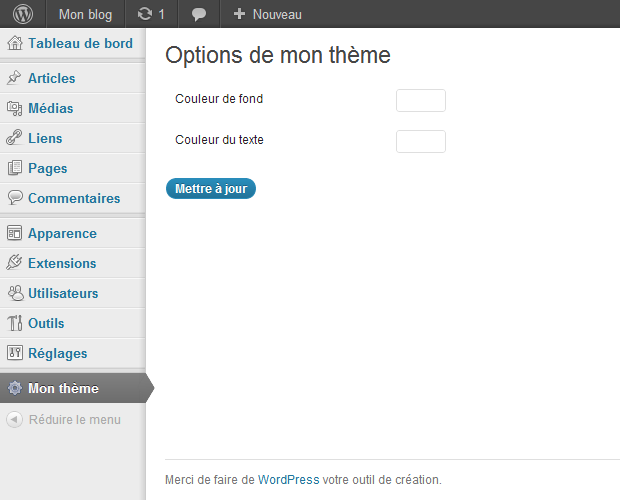 Mon blog 1 Nouveau
Tableau de bord
Articles
Médias
Liens
Pages
Commentaires
Apparence
Extensions
Utilisateurs
Outils
Réglages
Mon thème
Réduire le menu
Options de mon thème
Couleur de fond
Couleur du texte
Mettre à jour
Merci de faire de WordPress votre outil de création.